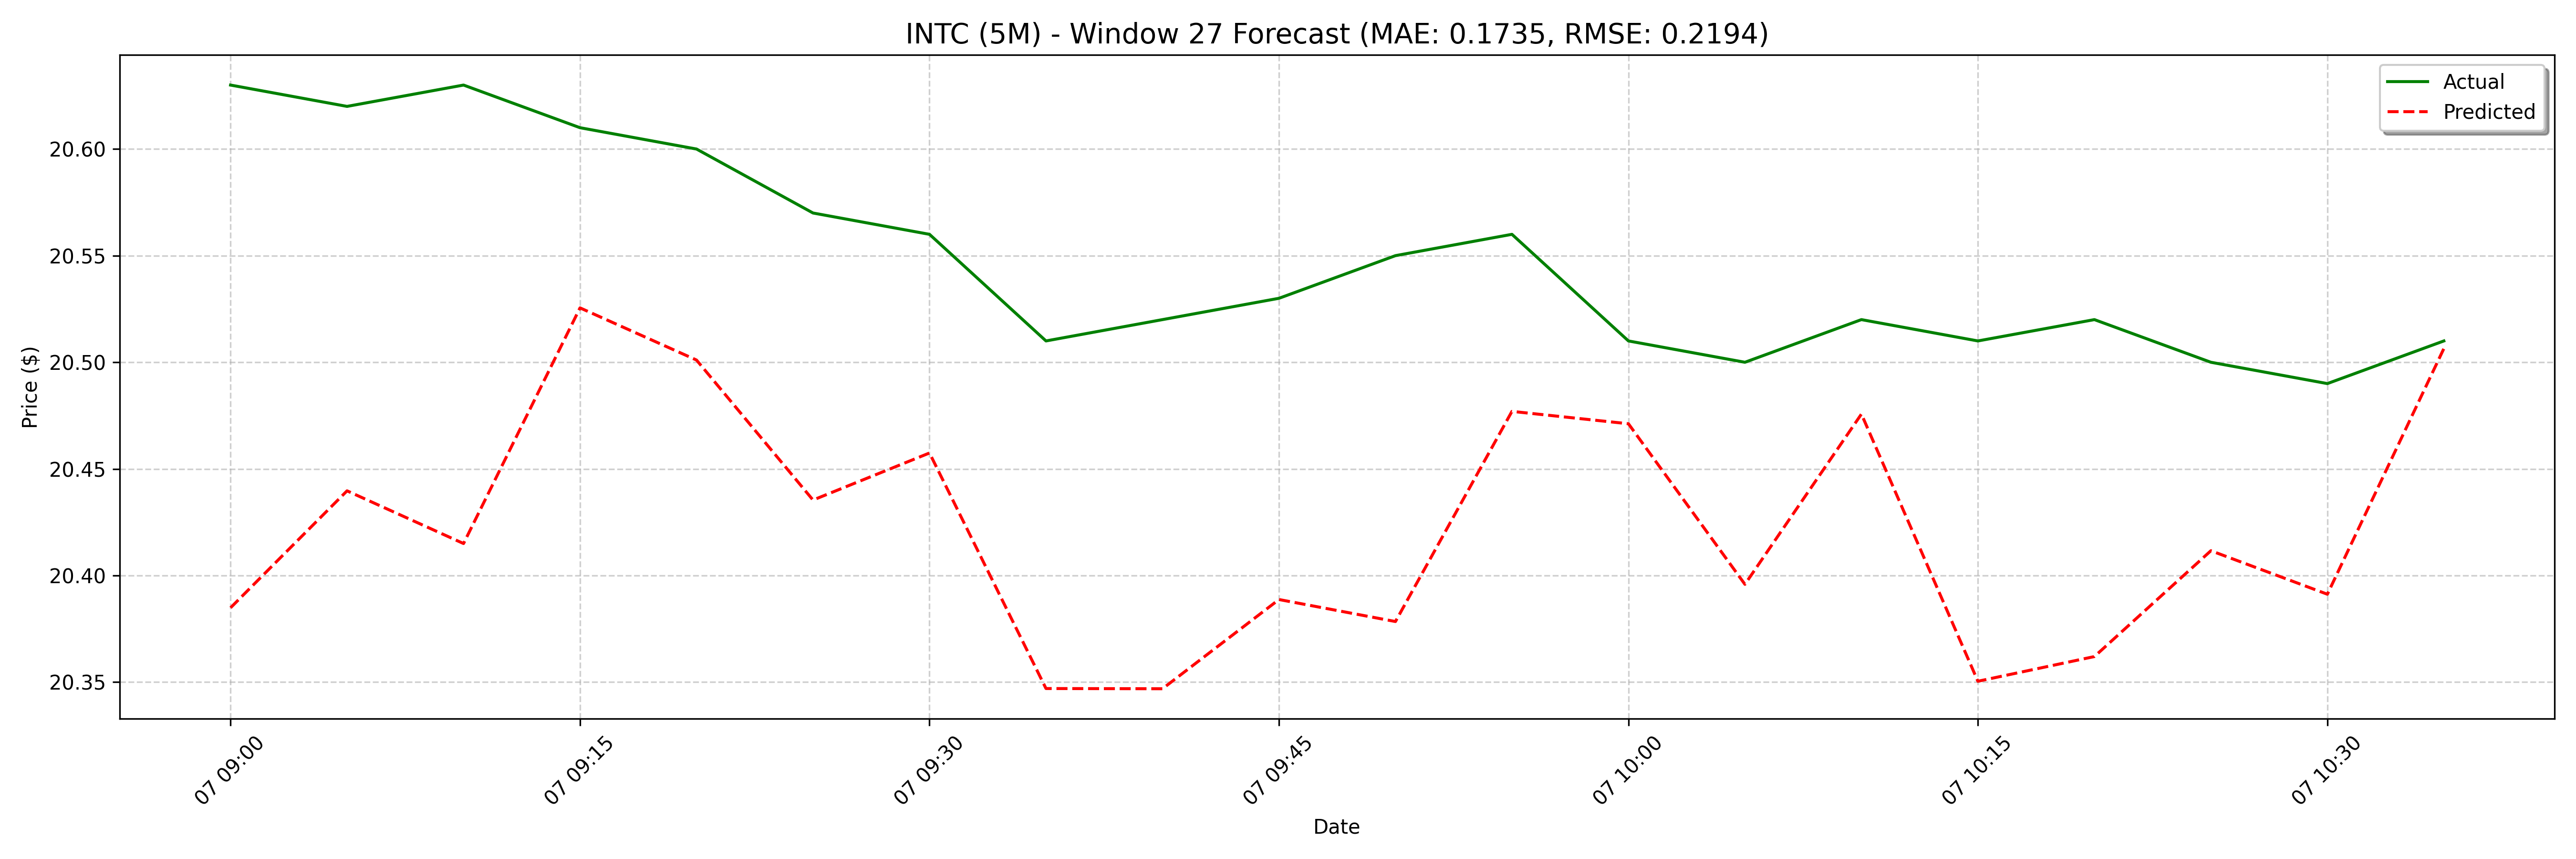 INTC (5M) - Window 27 Forecast (MAE: 0.1735, RMSE: 0.2194)
Actual
Predicted
Price ($)
20.60
20.55
20.50
20.45
20.40
20.35
07 09:00
07 09:15
07 09:30
07 09:45
07 10:00
07 10:15
07 10:30
Date